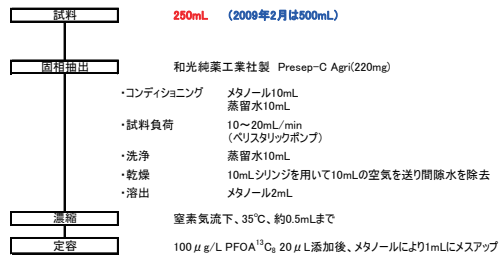 試料 250mL (2009年2月は500mL)
固相抽出 和光純薬工業社製 Presep-C Agri(220mg)
・コンディショニング メタノール10mL
蒸留水10mL
・試料負荷 10～20mL/min
(ペリスタリックポンプ)
・洗浄 蒸留水10mL
・乾燥 10mLシリンジを用いて10mLの空気を送り間隙水を除去
・溶出 メタノール2mL
濃縮 窒素気流下、35℃、約0.5mLまで
定容 100μg/L PFOA¹³C₈ 20μL添加後、メタノールにより1mLにメスアップ